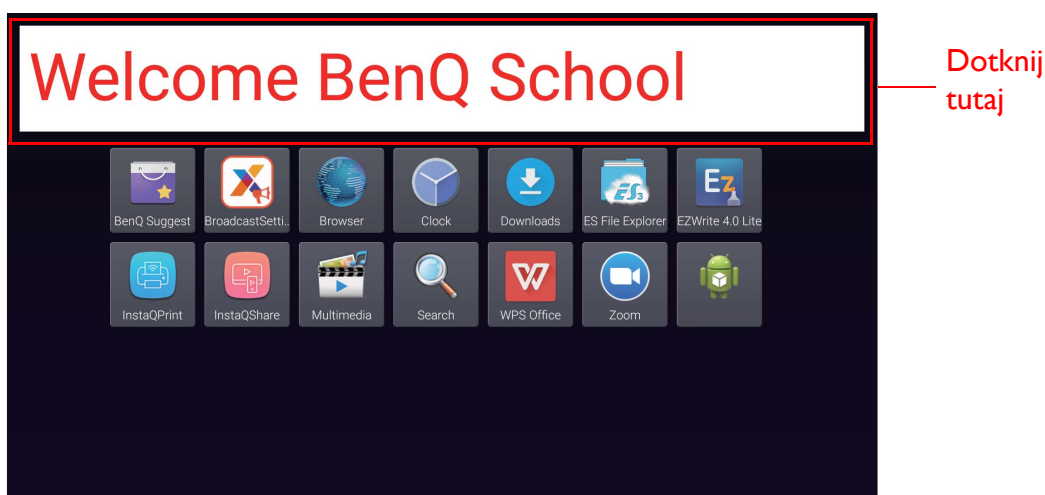 Welcome BenQ School
Dotknij
tutaj
BenQ Suggest
BroadcastSetti..
Browser
Clock
Downloads
ES File Explorer
EZWrite 4.0 Lite
InstaQPrint
InstaQShare
Multimedia
Search
WPS Office
Zoom